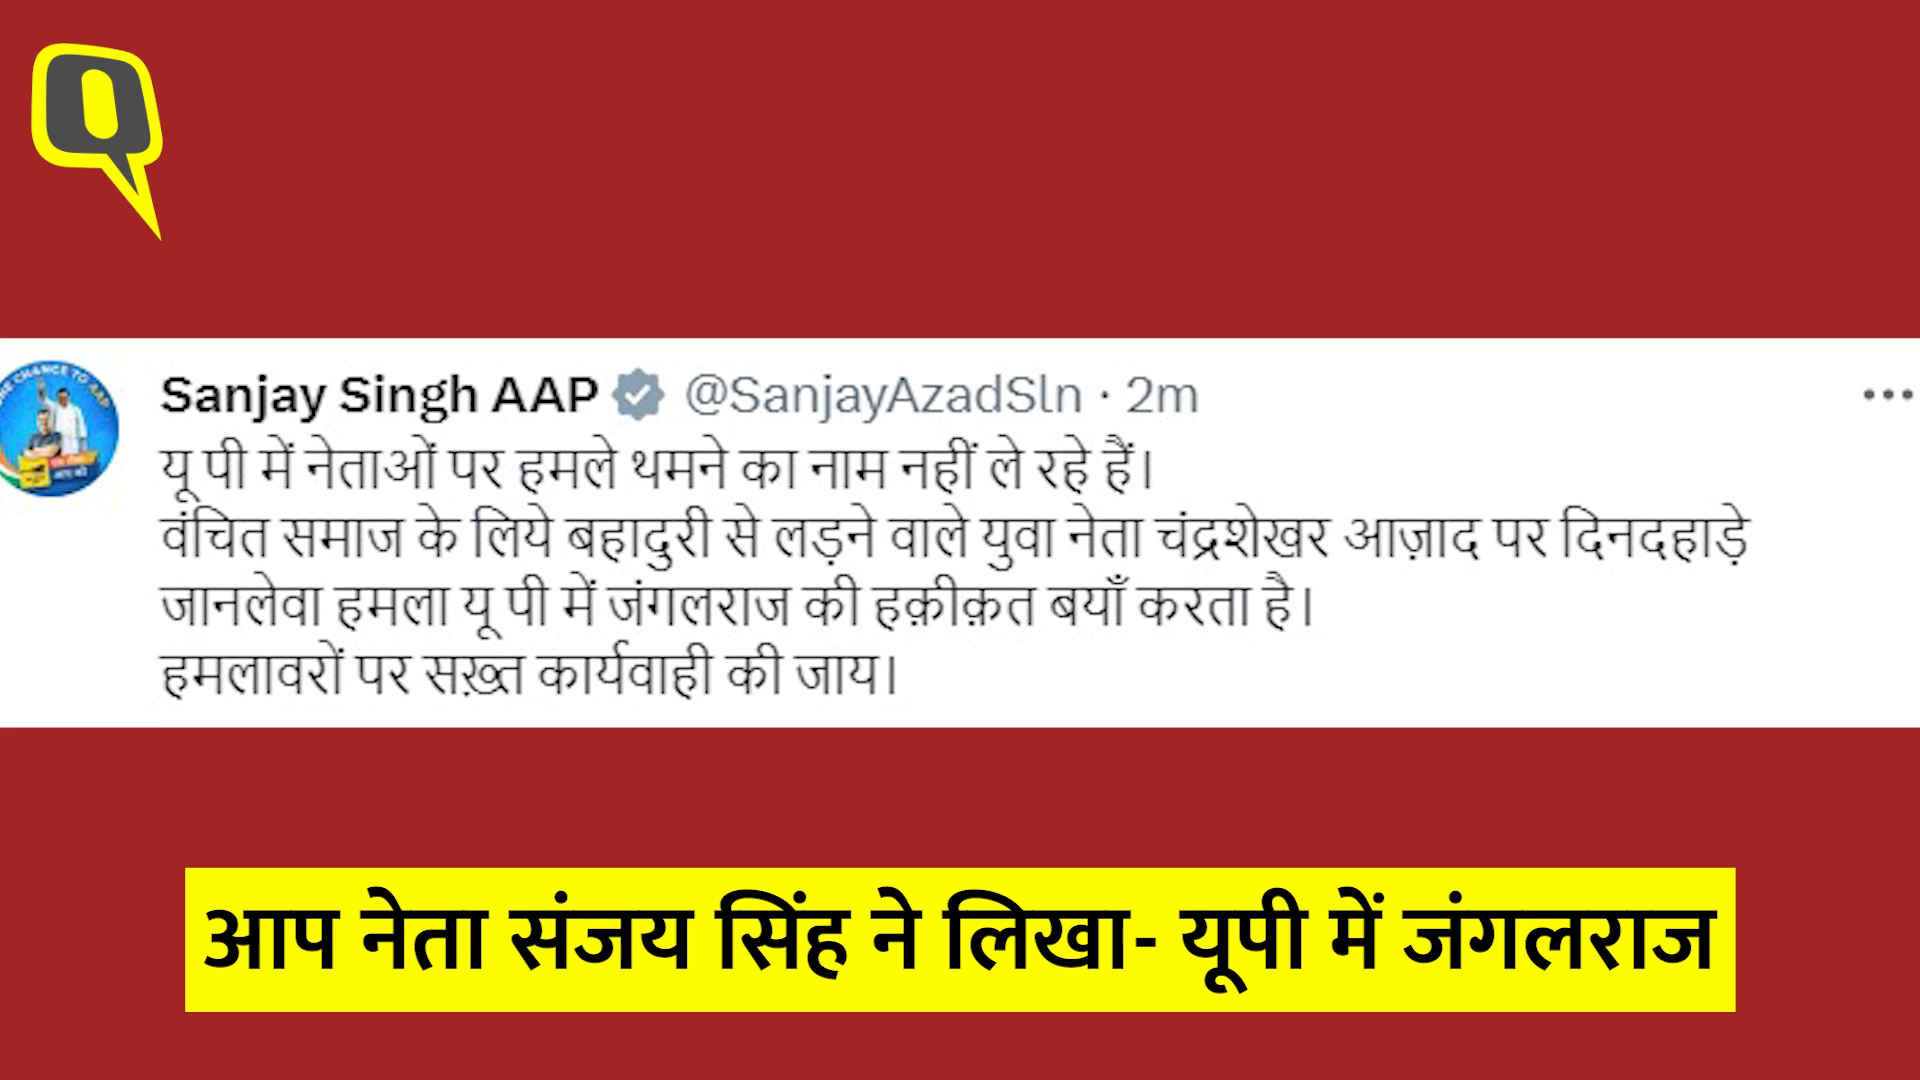 Q
Sanjay Singh AAP @SanjayAzadSln · 2m
यू पी में नेताओं पर हमले थमने का नाम नहीं ले रहे हैं।
वंचित समाज के लिये बहादुरी से लड़ने वाले युवा नेता चंद्रशेखर आज़ाद पर दिनदहाड़े
जानलेवा हमला यू पी में जंगलराज की हक़ीक़त बयाँ करता है।
हमलावरों पर सख़्त कार्यवाही की जाय।
आप नेता संजय सिंह ने लिखा- यूपी में जंगलराज